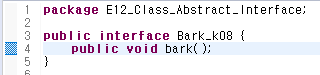 1 package E12_Class_Abstract_Interface;
2
3 public interface Bark_k08 {
4     public void bark();
5 }